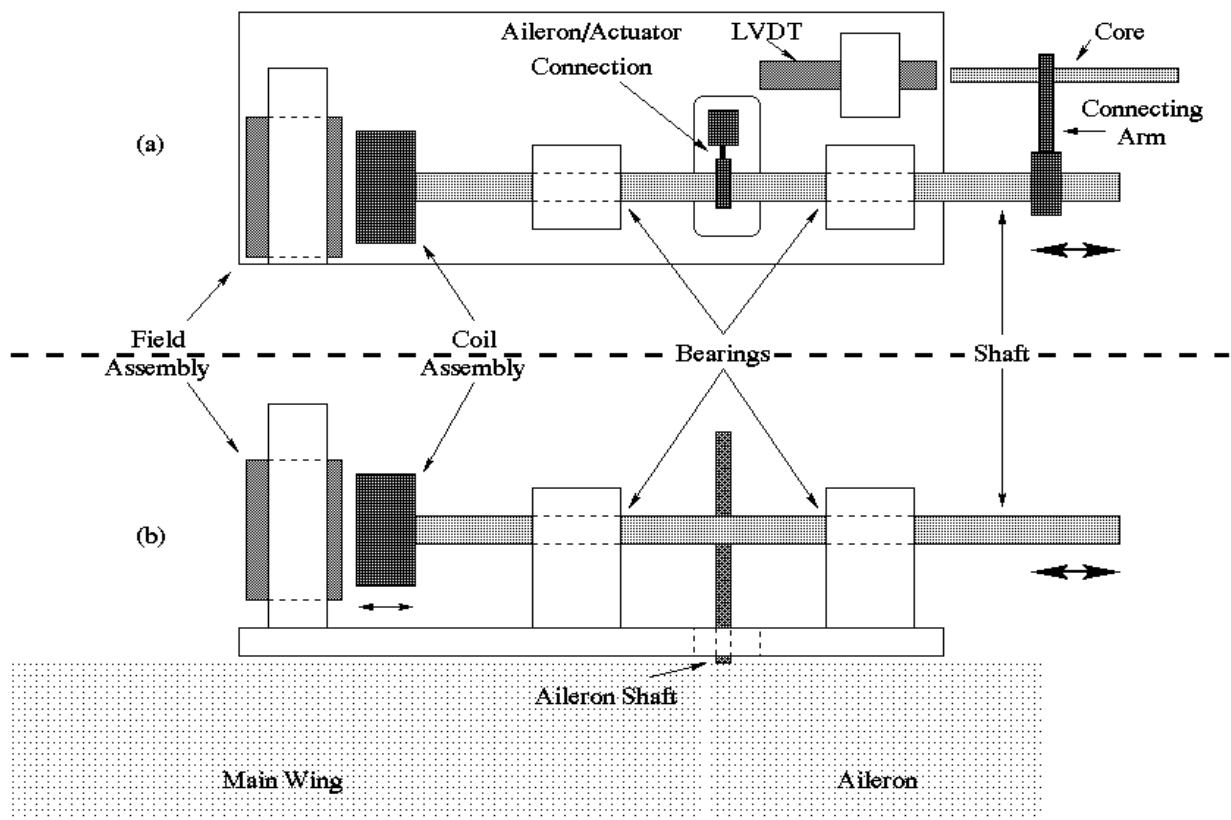 Aileron/Actuator
Connection
LVDT
Core
Connecting
Arm
(a)
Field
Assembly
Coil
Assembly
Bearings
Shaft
(b)
Aileron Shaft
Main Wing
Aileron